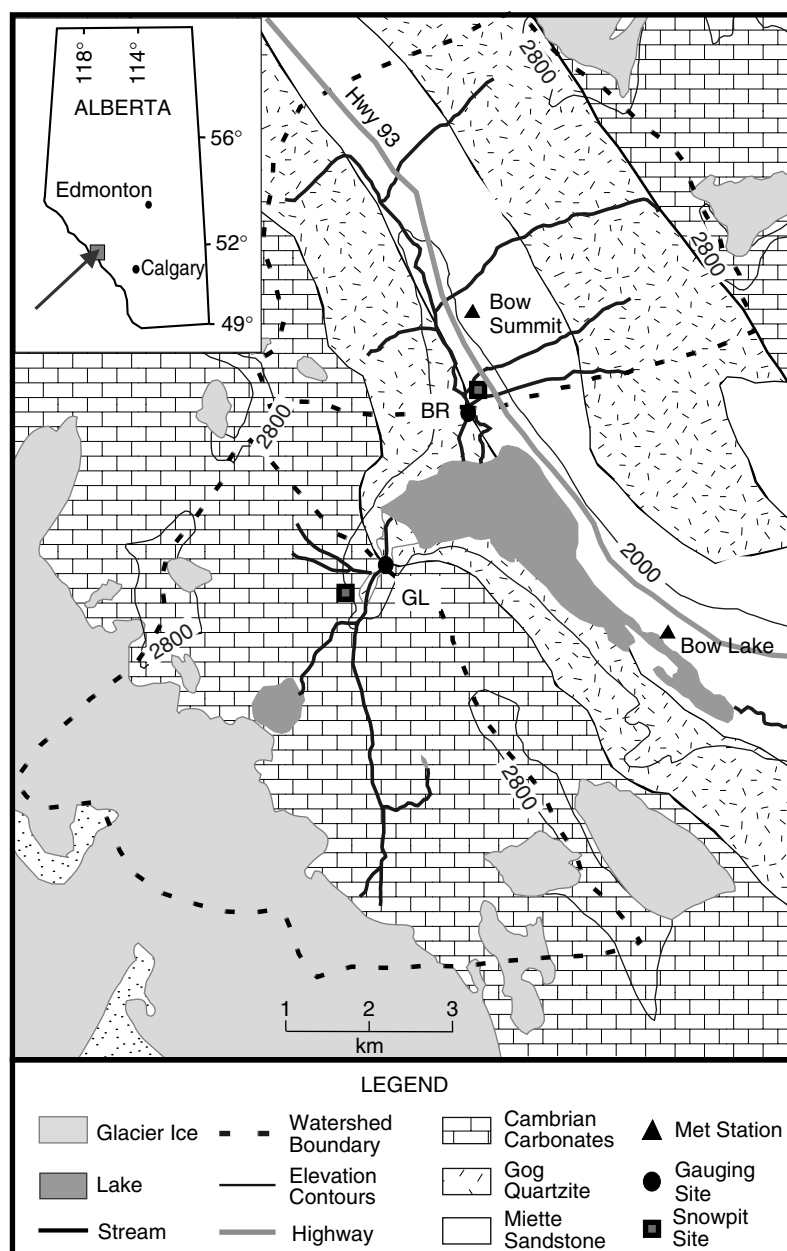 118°
114°
ALBERTA
56°
Edmonton
52°
Calgary
49°
Hwy 93
2800
2800
Bow
Summit
BR
2800
2000
GL
Bow Lake
2800
2800
1 2 3
km
LEGEND
Glacier Ice
Watershed
Boundary
Cambrian
Carbonates
Met Station
Lake
Elevation
Contours
Gog
Quartzite
Gauging
Site
Stream
Highway
Miette
Sandstone
Snowpit
Site